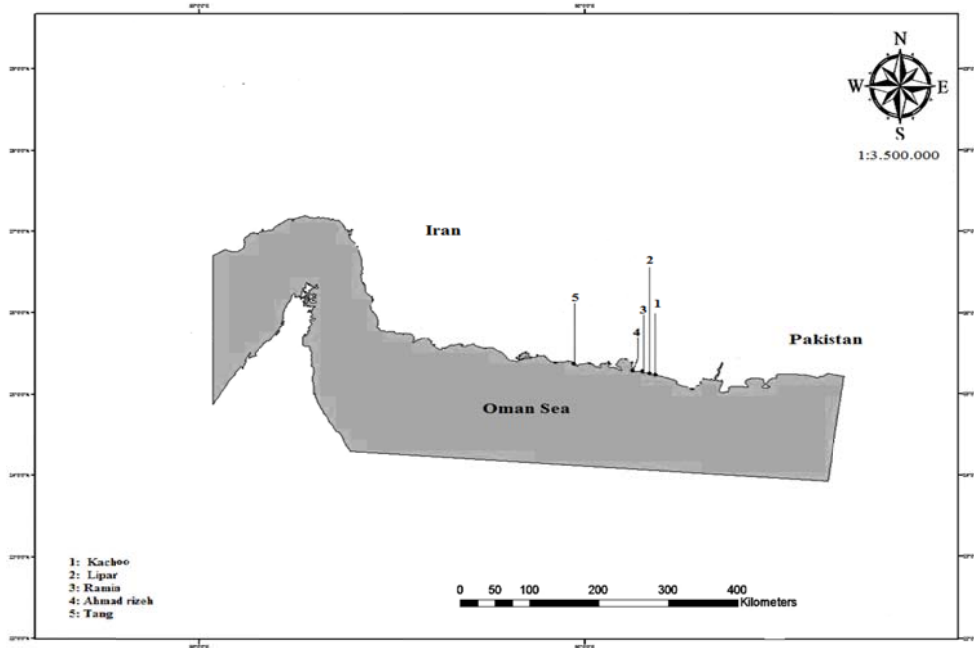 N
W
E
S
1:3.500.000
Iran
2
1
3
5
4
Pakistan
Oman Sea
1: Kachoo
2: Lipar
3: Ramin
4: Ahmad rizeh
5: Tang
0 50 100 200 300 400
Kilometers